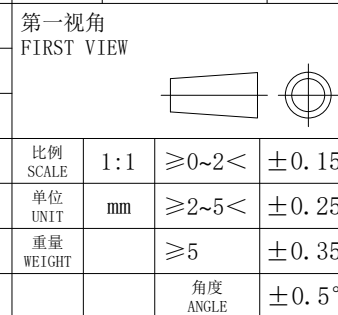 第一视角
FIRST VIEW
比例 1:1 ≥0~2< ±0.15
SCALE
单位 mm ≥2~5< ±0.25
UNIT
重量 ≥5 ±0.35
WEIGHT
角度 ±0.5°
ANGLE